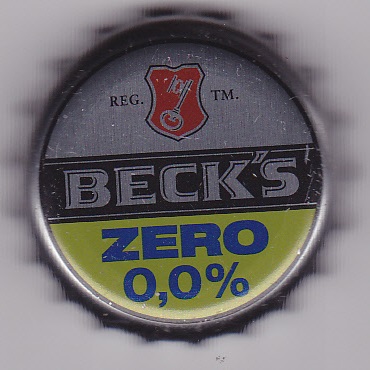 REG. TM.
BECK'S
ZERO
0,0%